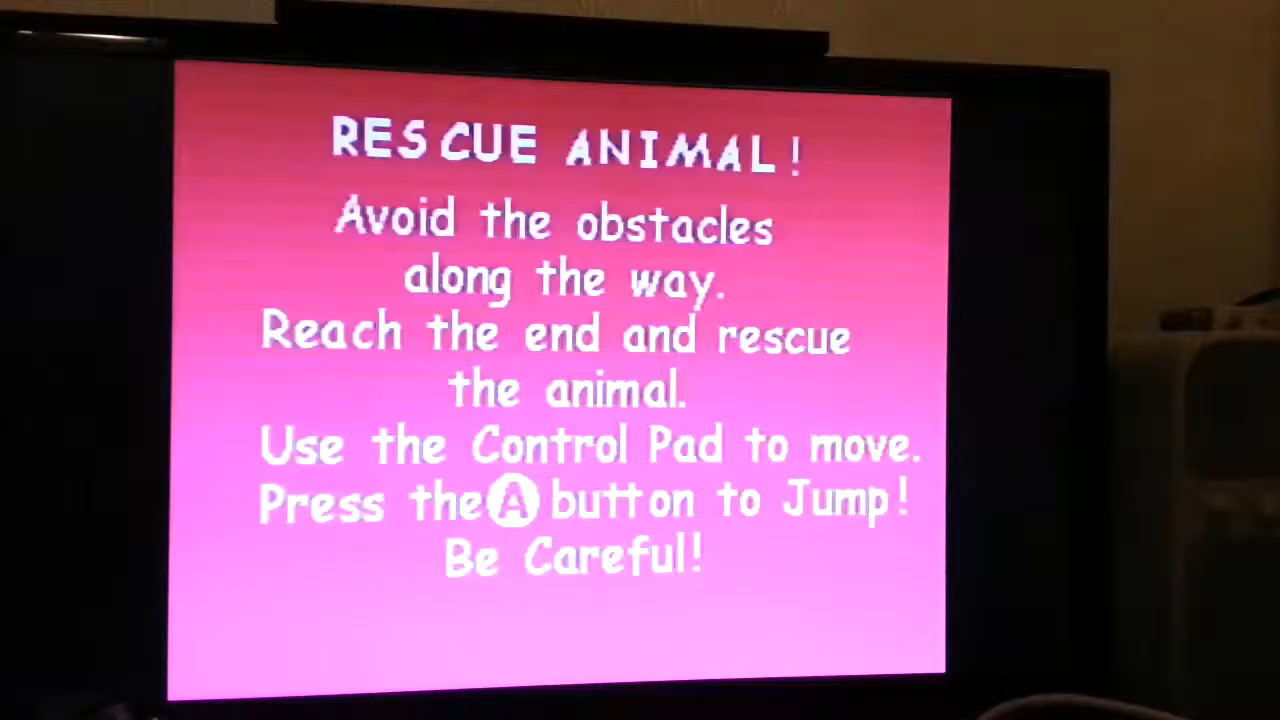 RESCUE ANIMAL!
Avoid the obstacles
along the way.
Reach the end and rescue
the animal.
Use the Control Pad to move.
Press the A button to Jump!
Be Careful!